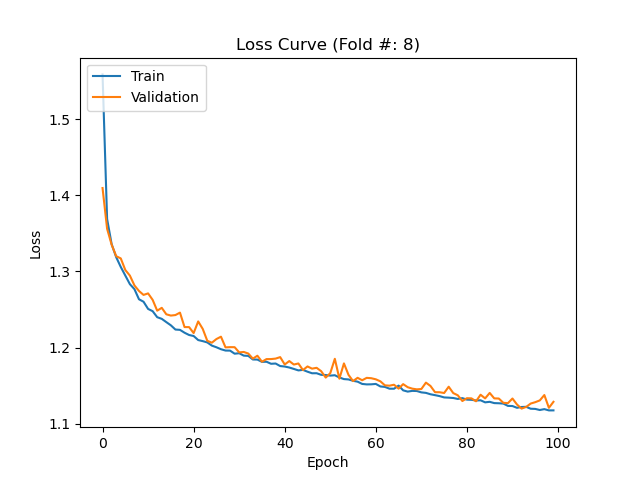 Loss Curve (Fold #: 8)
Train
Validation
1.5
1.4
1.3
1.2
1.1
Loss
0 20 40 60 80 100
Epoch